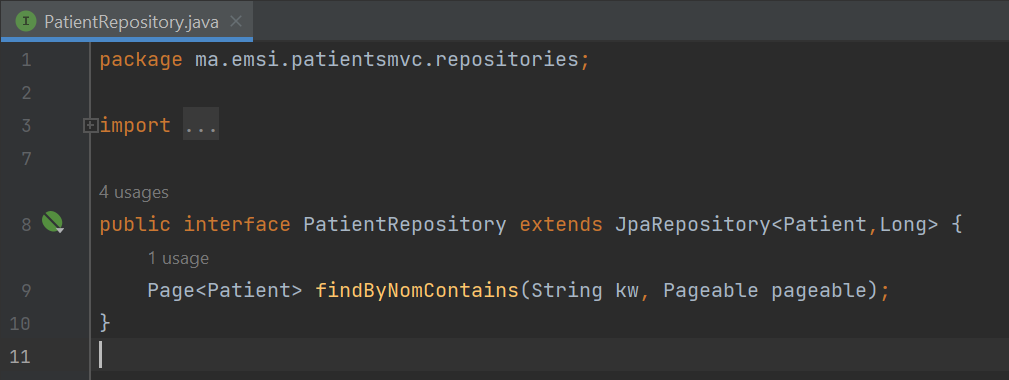 I PatientRepository.java
1 package ma.emsi.patientsmvc.repositories;
2
3 import ...
7
4 usages
8 public interface PatientRepository extends JpaRepository<Patient,Long> {
1 usage
9 Page<Patient> findByNomContains(String kw, Pageable pageable);
10 }
11